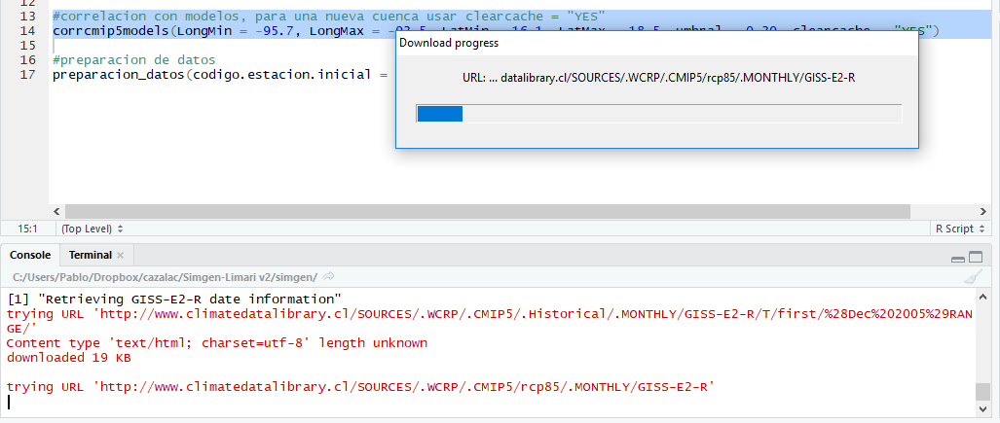 12
13 #correlacion con modelos, para una nueva cuenca usar clearcache = "YES"
14 corrcmip5models(LongMin = -95.7, LongMax = -93.5, LatMin = 16.1, LatMax = 18.5, umbral = 0.30, clearcache = "YES")
15
16 #preparacion de datos
17 preparacion_datos(codigo.estacion.inicial =
Download progress
URL: ... datalibrary.cl/SOURCES/.WCRP/.CMIP5/rcp85/.MONTHLY/GISS-E2-R
15:1 (Top Level) R Script
Console Terminal
C:/Users/Pablo/Dropbox/cazalac/Simgen-Limari v2/simgen/
[1] "Retrieving GISS-E2-R date information"
trying URL 'http://www.climatedatalibrary.cl/SOURCES/.WCRP/.CMIP5/.Historical/.MONTHLY/GISS-E2-R/T/first/%28Dec%202005%29RAN
GE/'
Content type 'text/html; charset=utf-8' length unknown
downloaded 19 KB
trying URL 'http://www.climatedatalibrary.cl/SOURCES/.WCRP/.CMIP5/rcp85/.MONTHLY/GISS-E2-R'